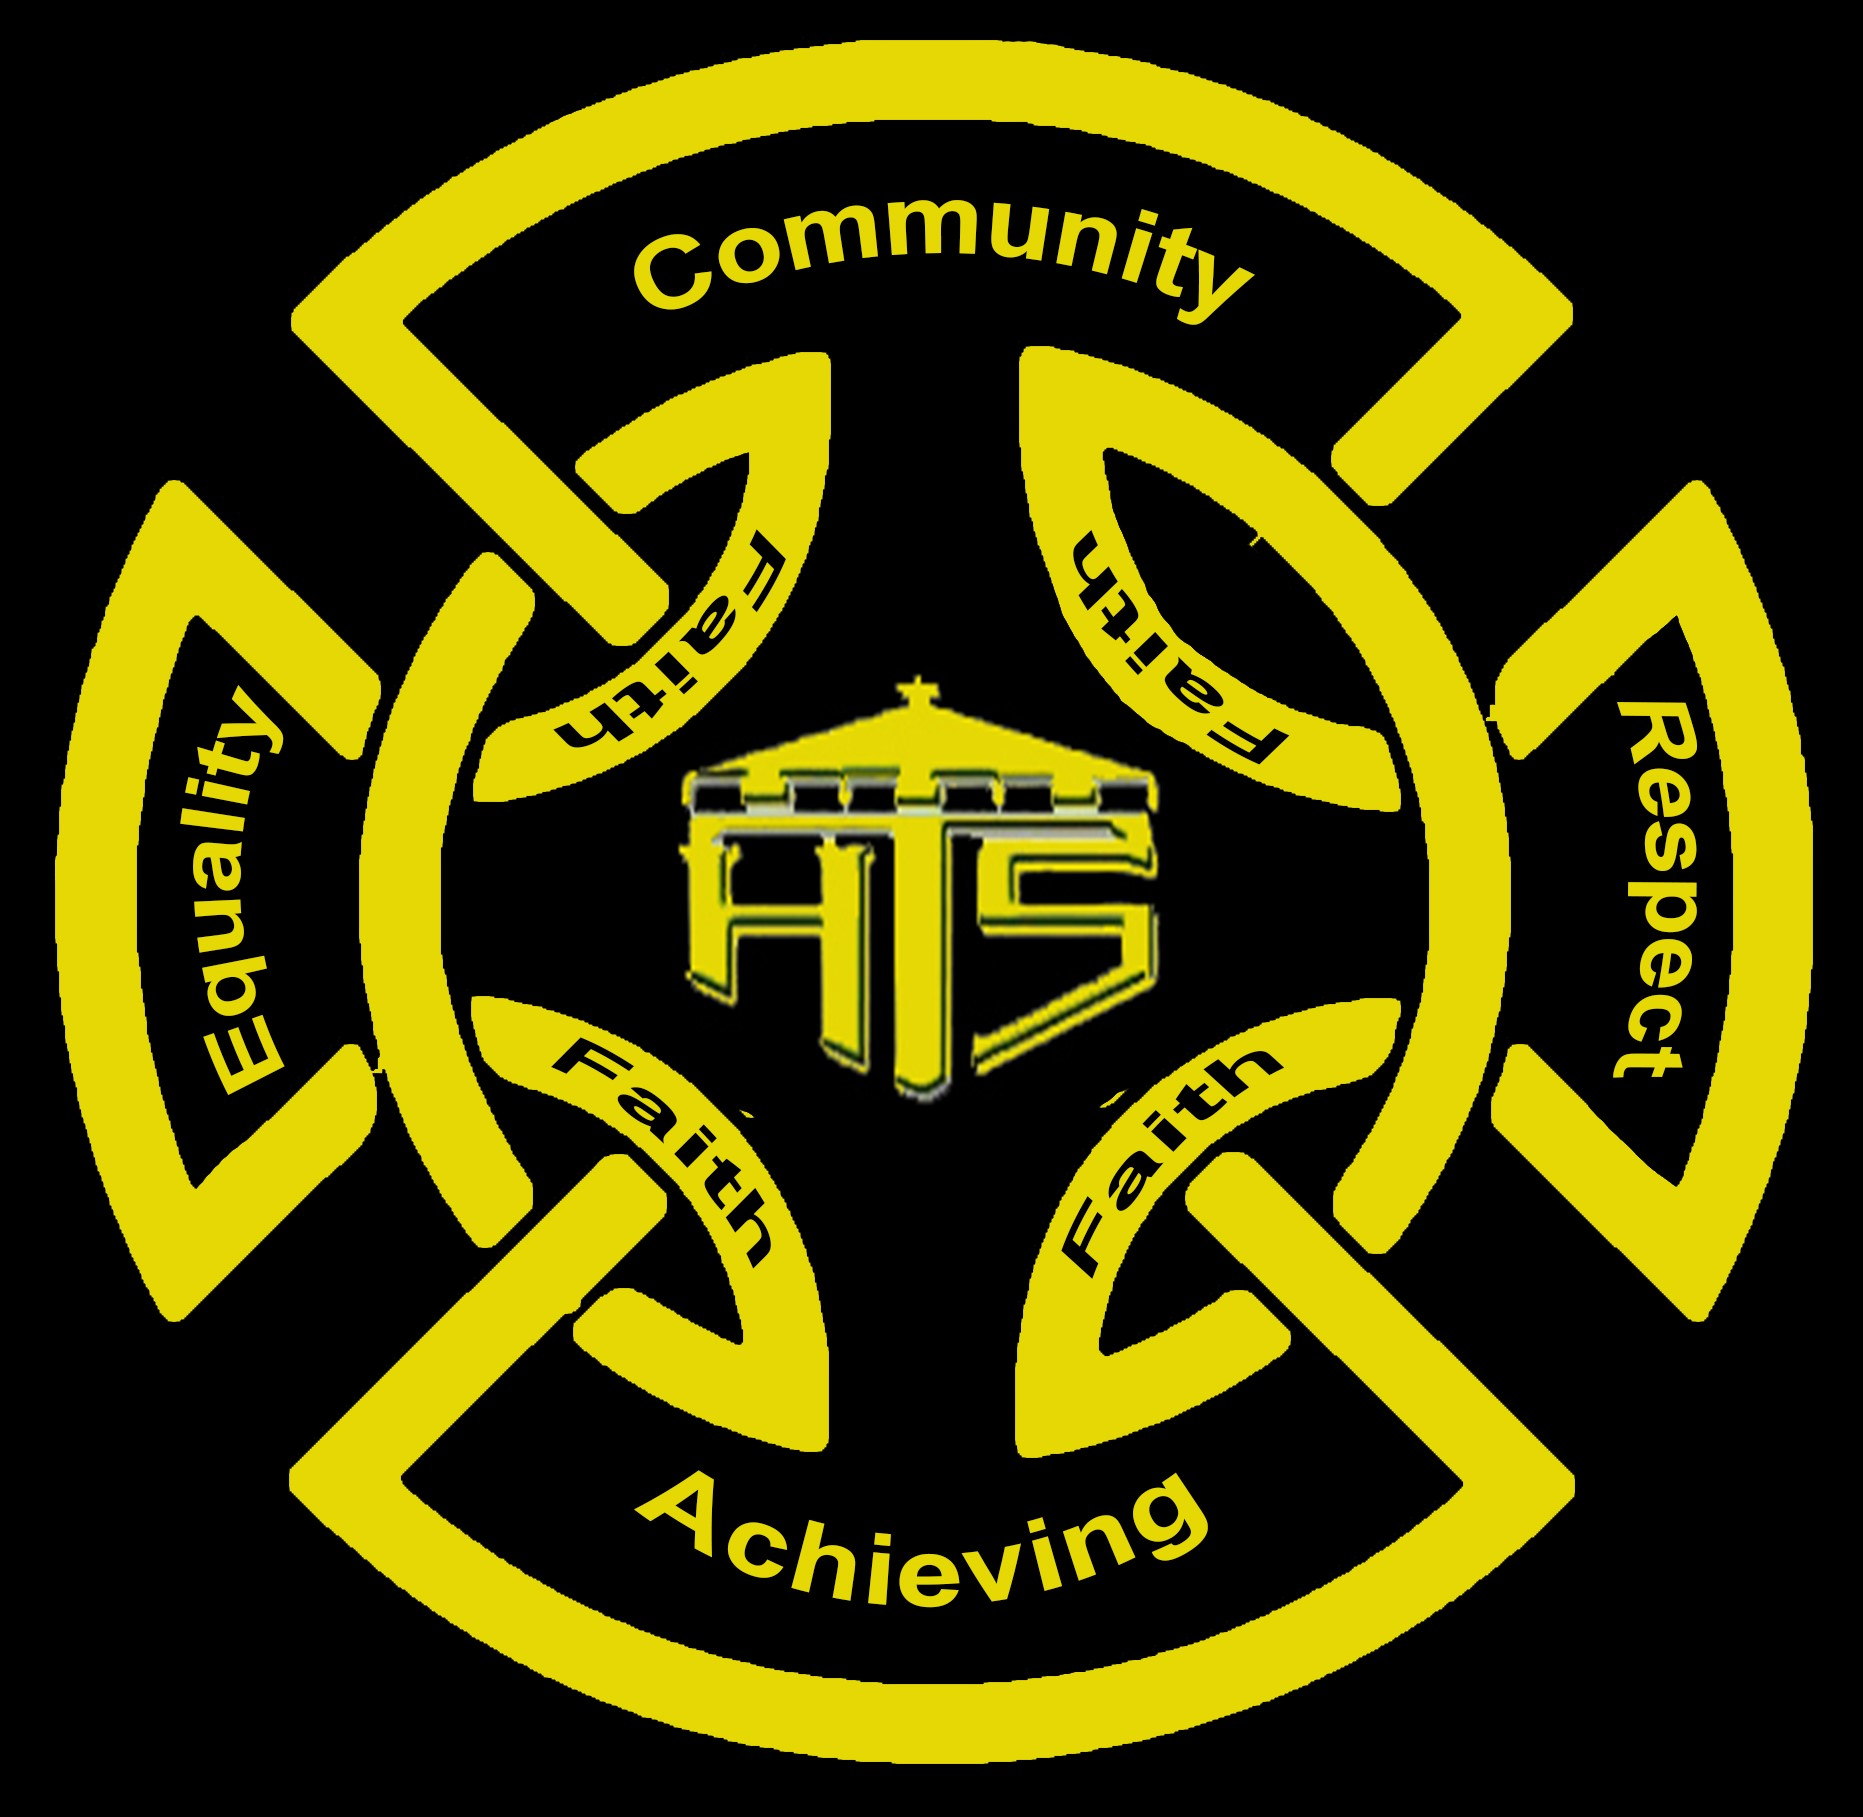 Community
Faith
Faith
Equality
ATS
Respect
Faith
Faith
Achieving